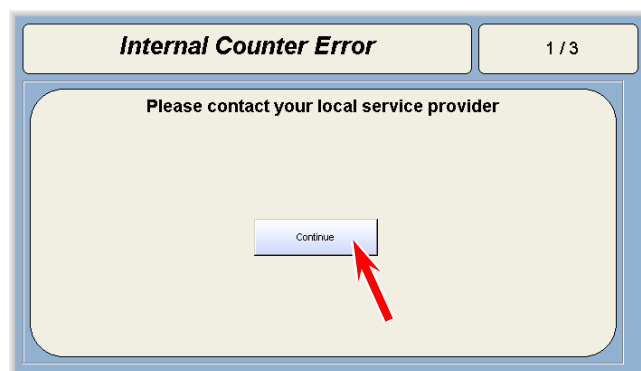 Internal Counter Error
1 / 3
Please contact your local service provider
Continue